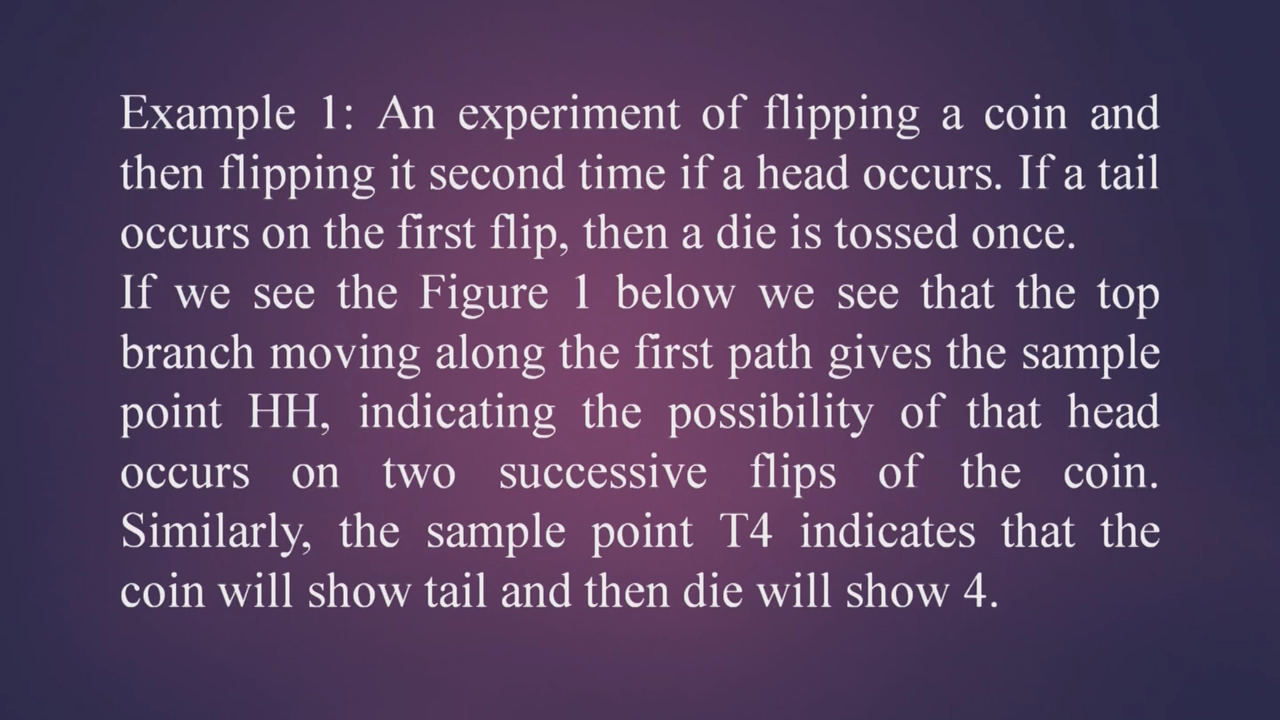 Example 1: An experiment of flipping a coin and
then flipping it second time if a head occurs. If a tail
occurs on the first flip, then a die is tossed once.
If we see the Figure 1 below we see that the top
branch moving along the first path gives the sample
point HH, indicating the possibility of that head
occurs on two successive flips of the coin.
Similarly, the sample point T4 indicates that the
coin will show tail and then die will show 4.